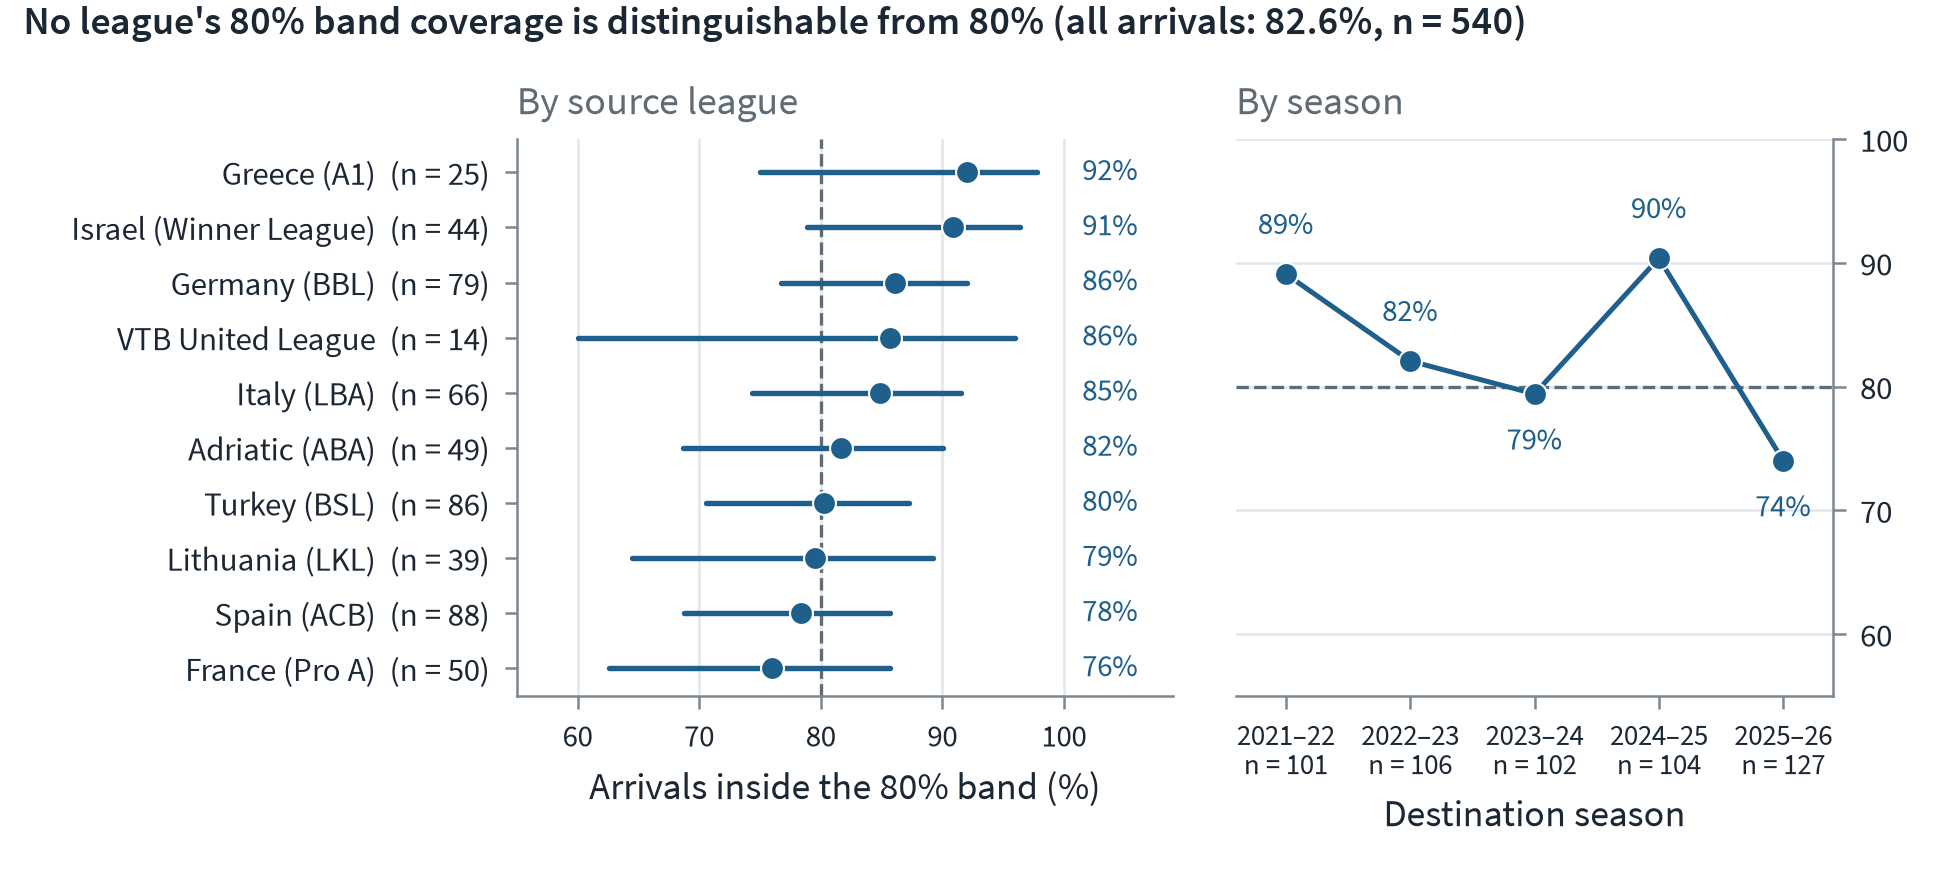 No league's 80% band coverage is distinguishable from 80% (all arrivals: 82.6%, n = 540)
By source league
Greece (A1) (n = 25) 92%
Israel (Winner League) (n = 44) 91%
Germany (BBL) (n = 79) 86%
VTB United League (n = 14) 86%
Italy (LBA) (n = 66) 85%
Adriatic (ABA) (n = 49) 82%
Turkey (BSL) (n = 86) 80%
Lithuania (LKL) (n = 39) 79%
Spain (ACB) (n = 88) 78%
France (Pro A) (n = 50) 76%
60 70 80 90 100
Arrivals inside the 80% band (%)
By season
100
90
80
70
60
89%
82%
79%
90%
74%
2021–22 2022–23 2023–24 2024–25 2025–26
n = 101 n = 106 n = 102 n = 104 n = 127
Destination season